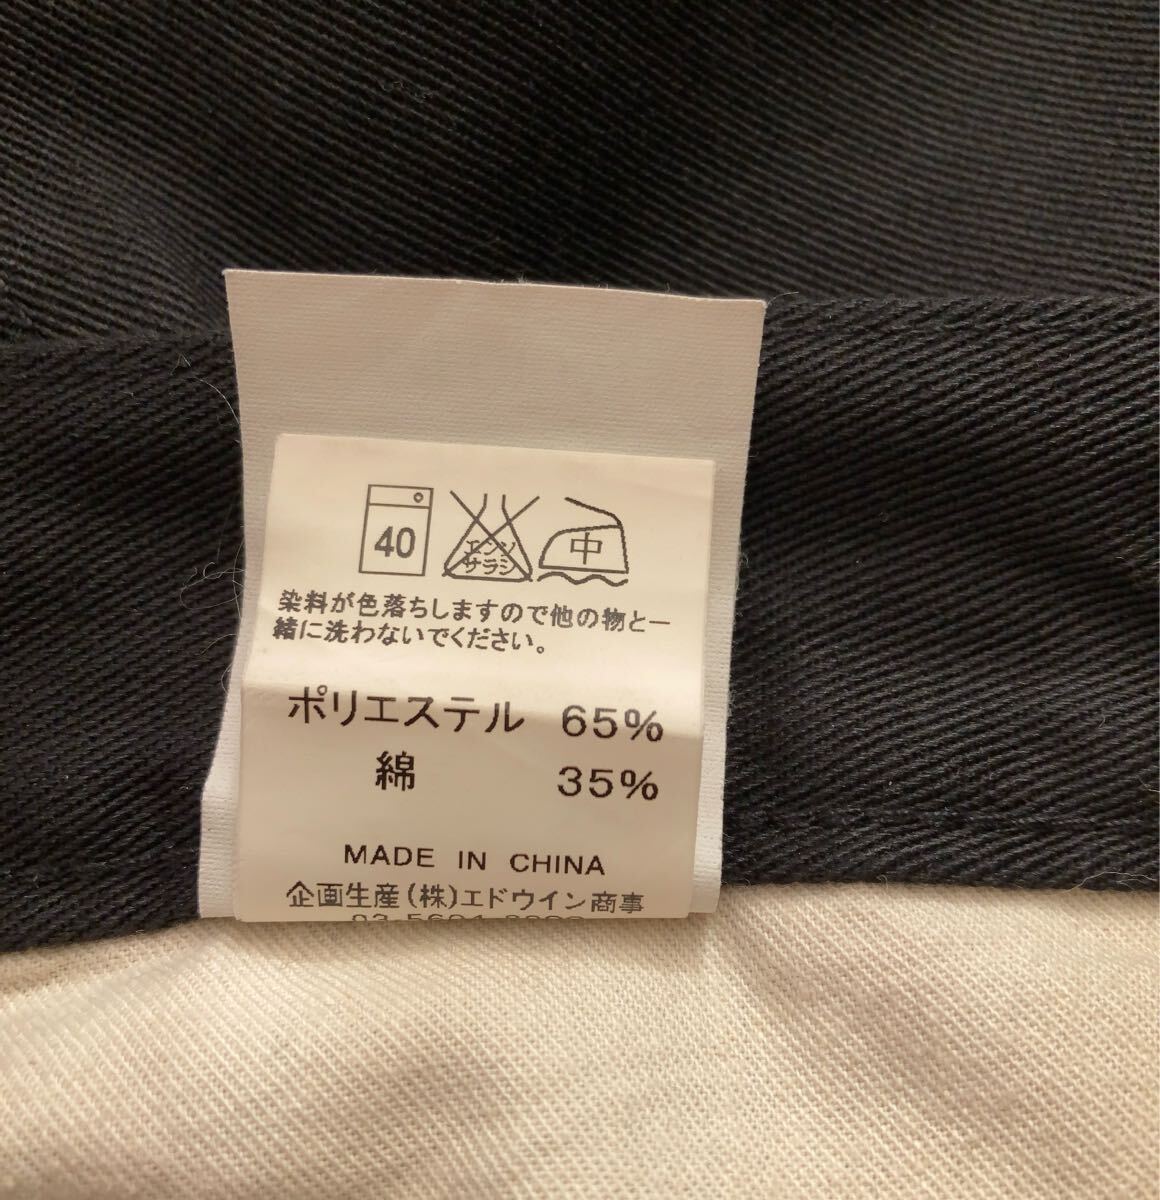 40
エンソ
サラシ
中
染料が色落ちしますので他の物と一
緒に洗わないでください。
ポリエステル 65%
綿 35%
MADE IN CHINA
企画生産(株)エドウイン商事